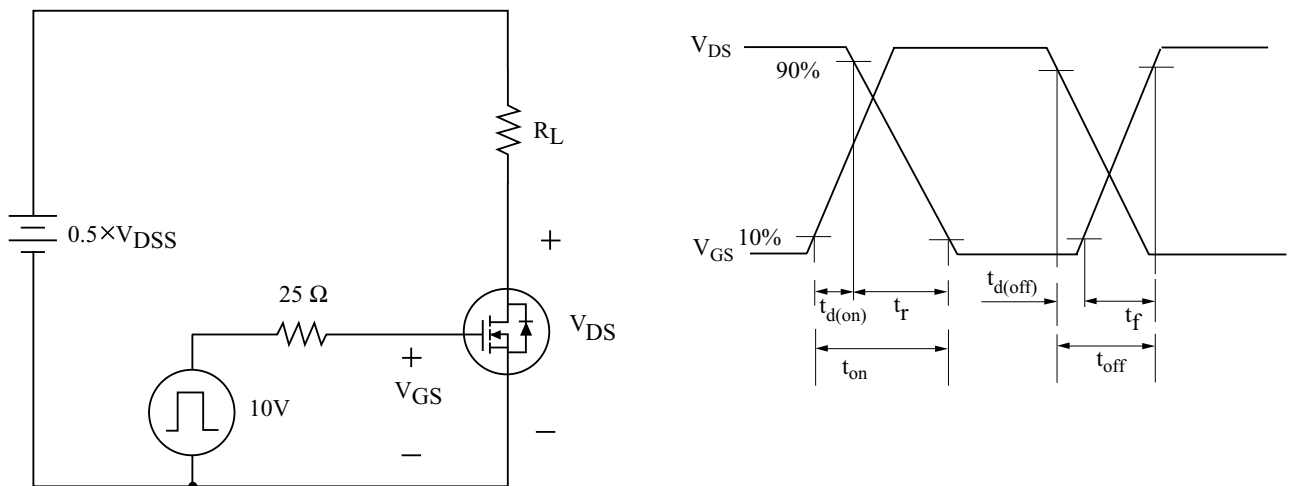 R_L
0.5×V_DSS
+
25 Ω
V_DS
+
V_GS
10V
−
−
V_DS
90%
V_GS 10%
t_d(on) t_r t_d(off) t_f
t_on t_off